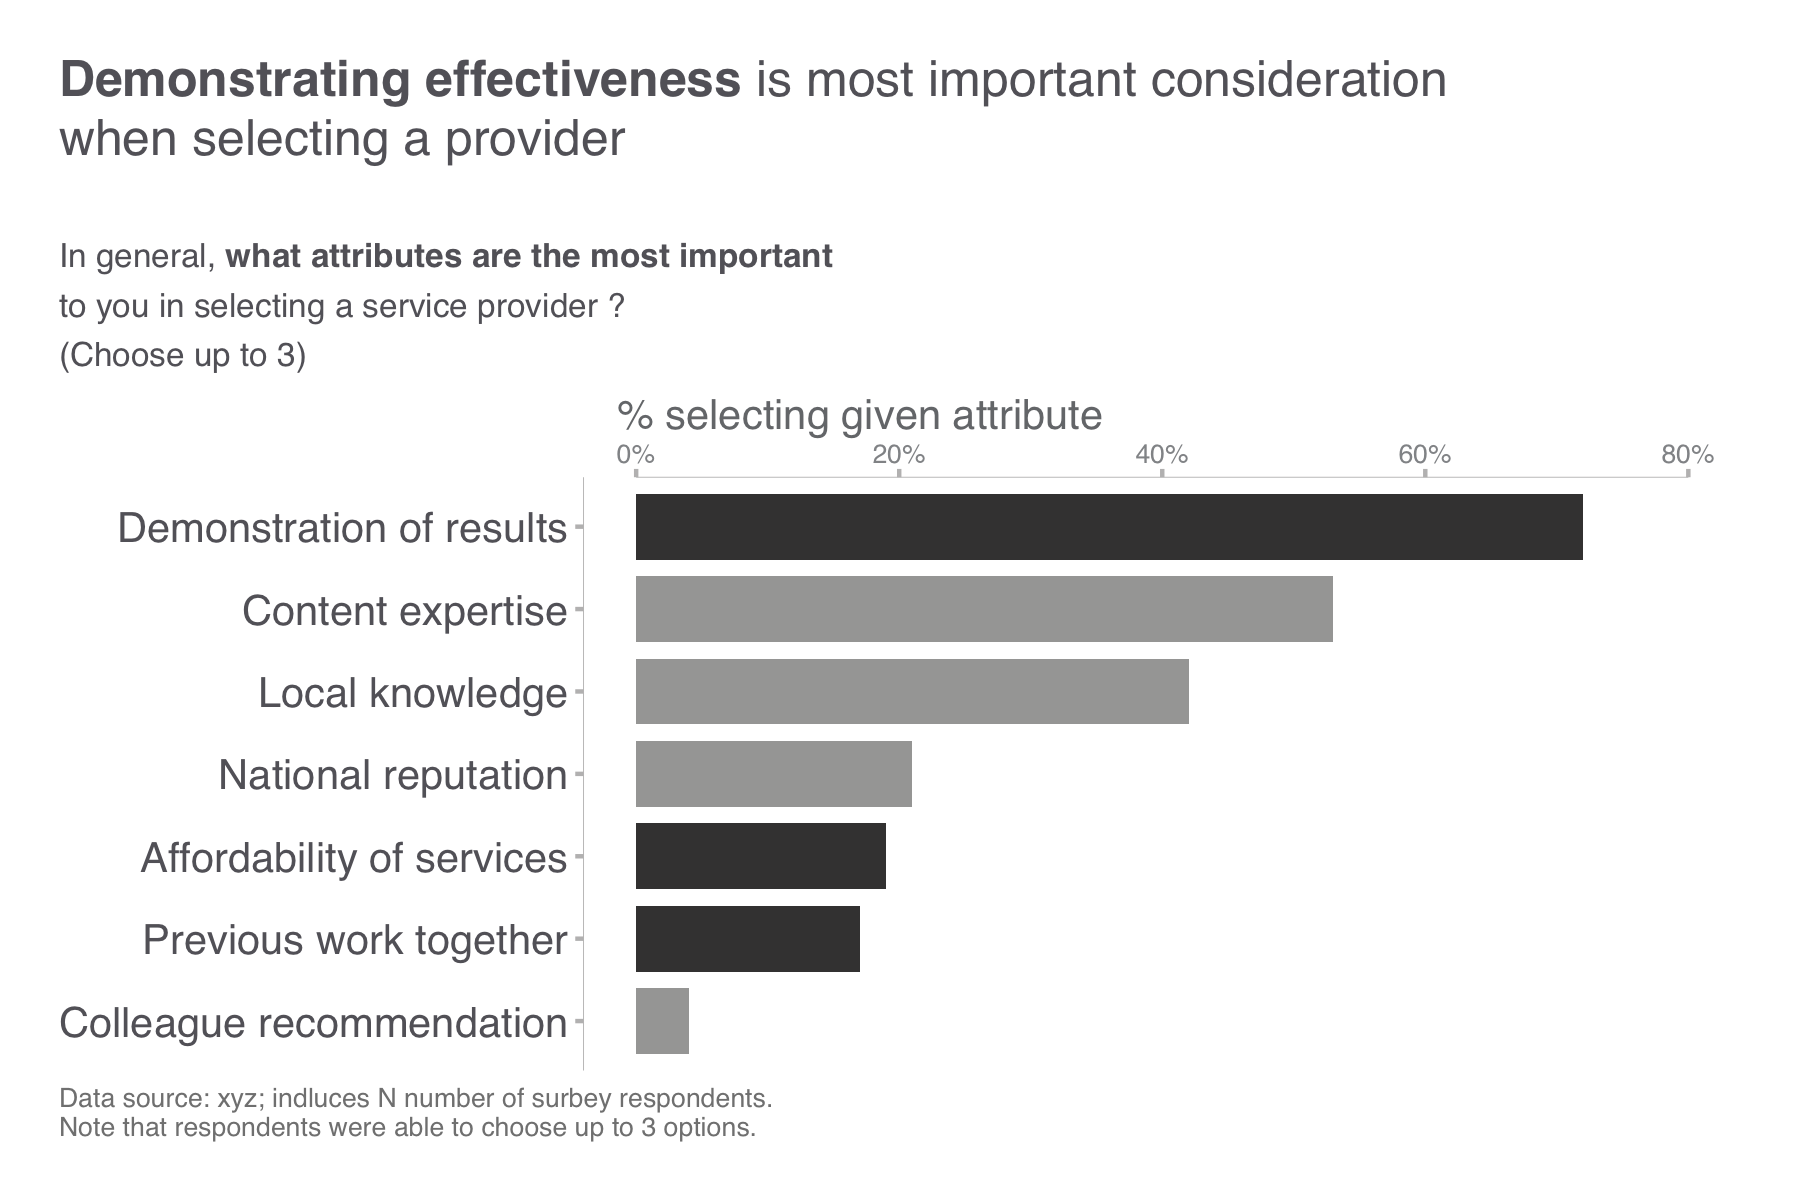 Demonstrating effectiveness is most important consideration
when selecting a provider
In general, what attributes are the most important
to you in selecting a service provider ?
(Choose up to 3)
% selecting given attribute
0% 20% 40% 60% 80%
Demonstration of results
Content expertise
Local knowledge
National reputation
Affordability of services
Previous work together
Colleague recommendation
Data source: xyz; indluces N number of surbey respondents.
Note that respondents were able to choose up to 3 options.